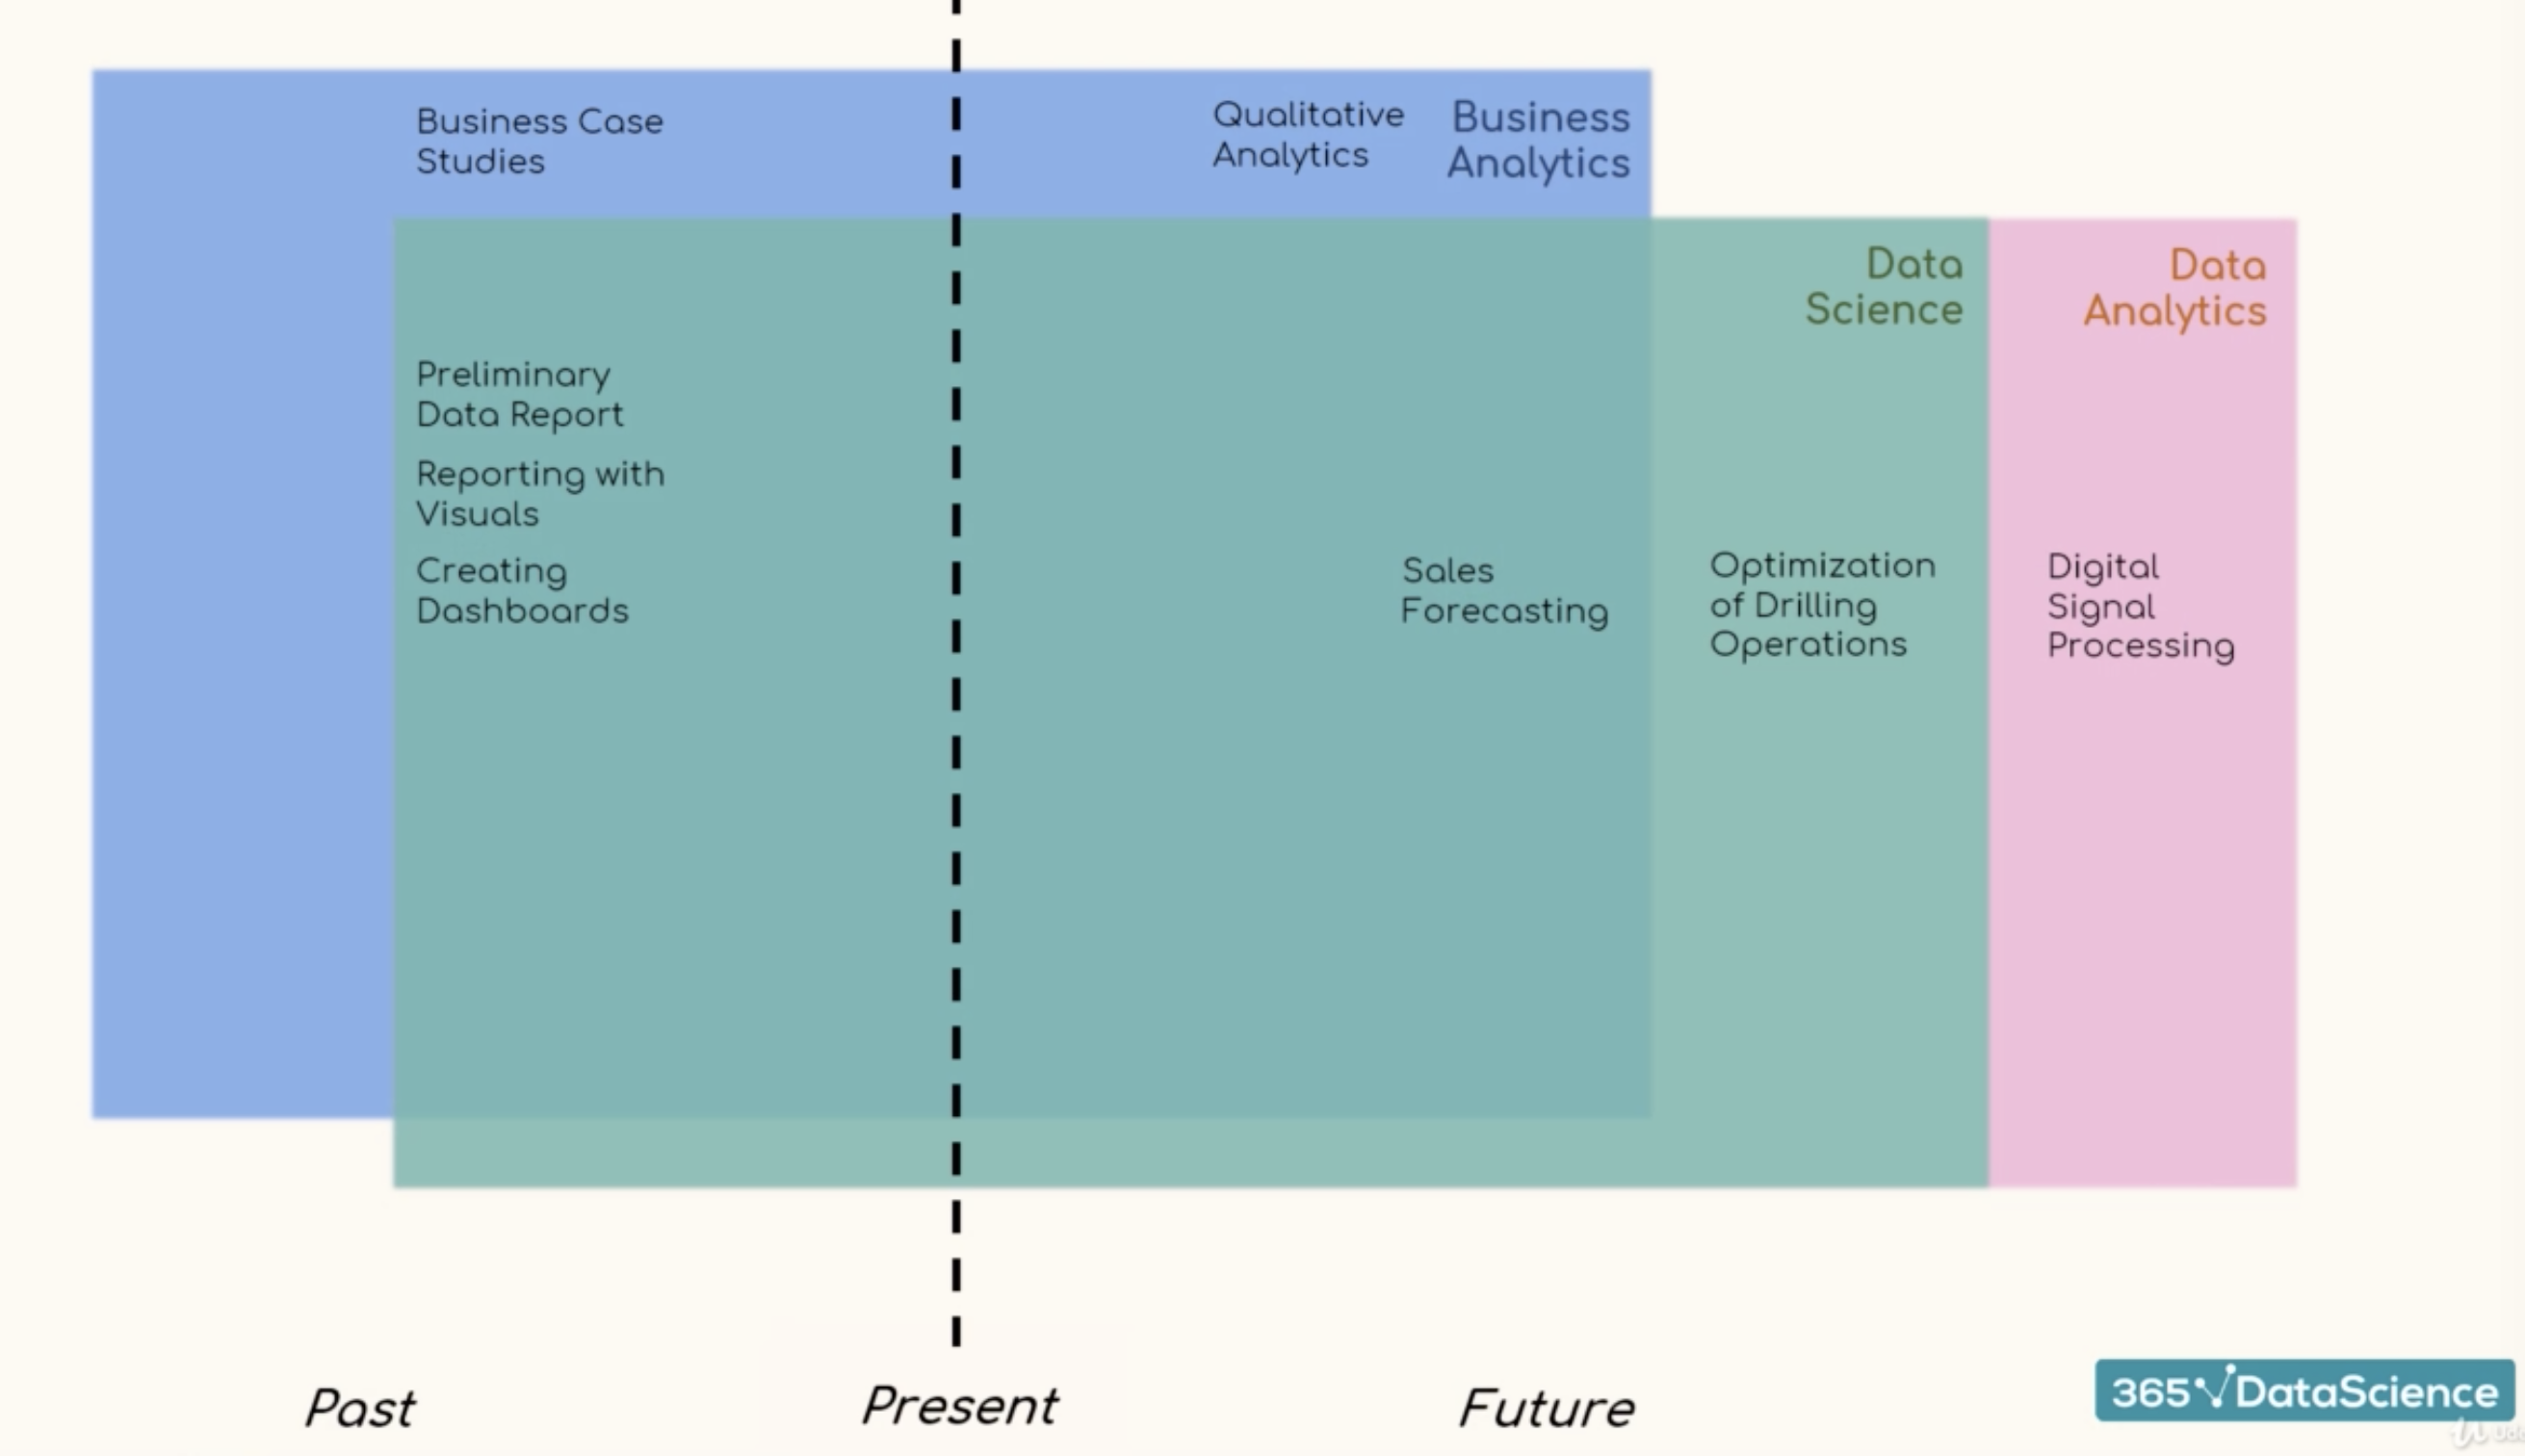 Business Case
Studies
Qualitative
Analytics
Business
Analytics
Data
Science
Data
Analytics
Preliminary
Data Report
Reporting with
Visuals
Creating
Dashboards
Sales
Forecasting
Optimization
of Drilling
Operations
Digital
Signal
Processing
Past
Present
Future
365 DataScience